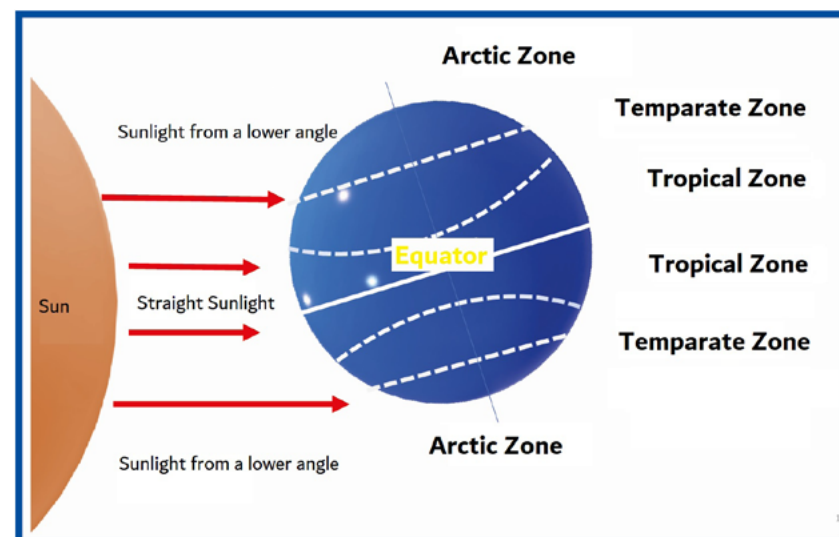 Arctic Zone
Temparate Zone
Sunlight from a lower angle
Tropical Zone
Equator
Tropical Zone
Sun
Straight Sunlight
Temparate Zone
Arctic Zone
Sunlight from a lower angle